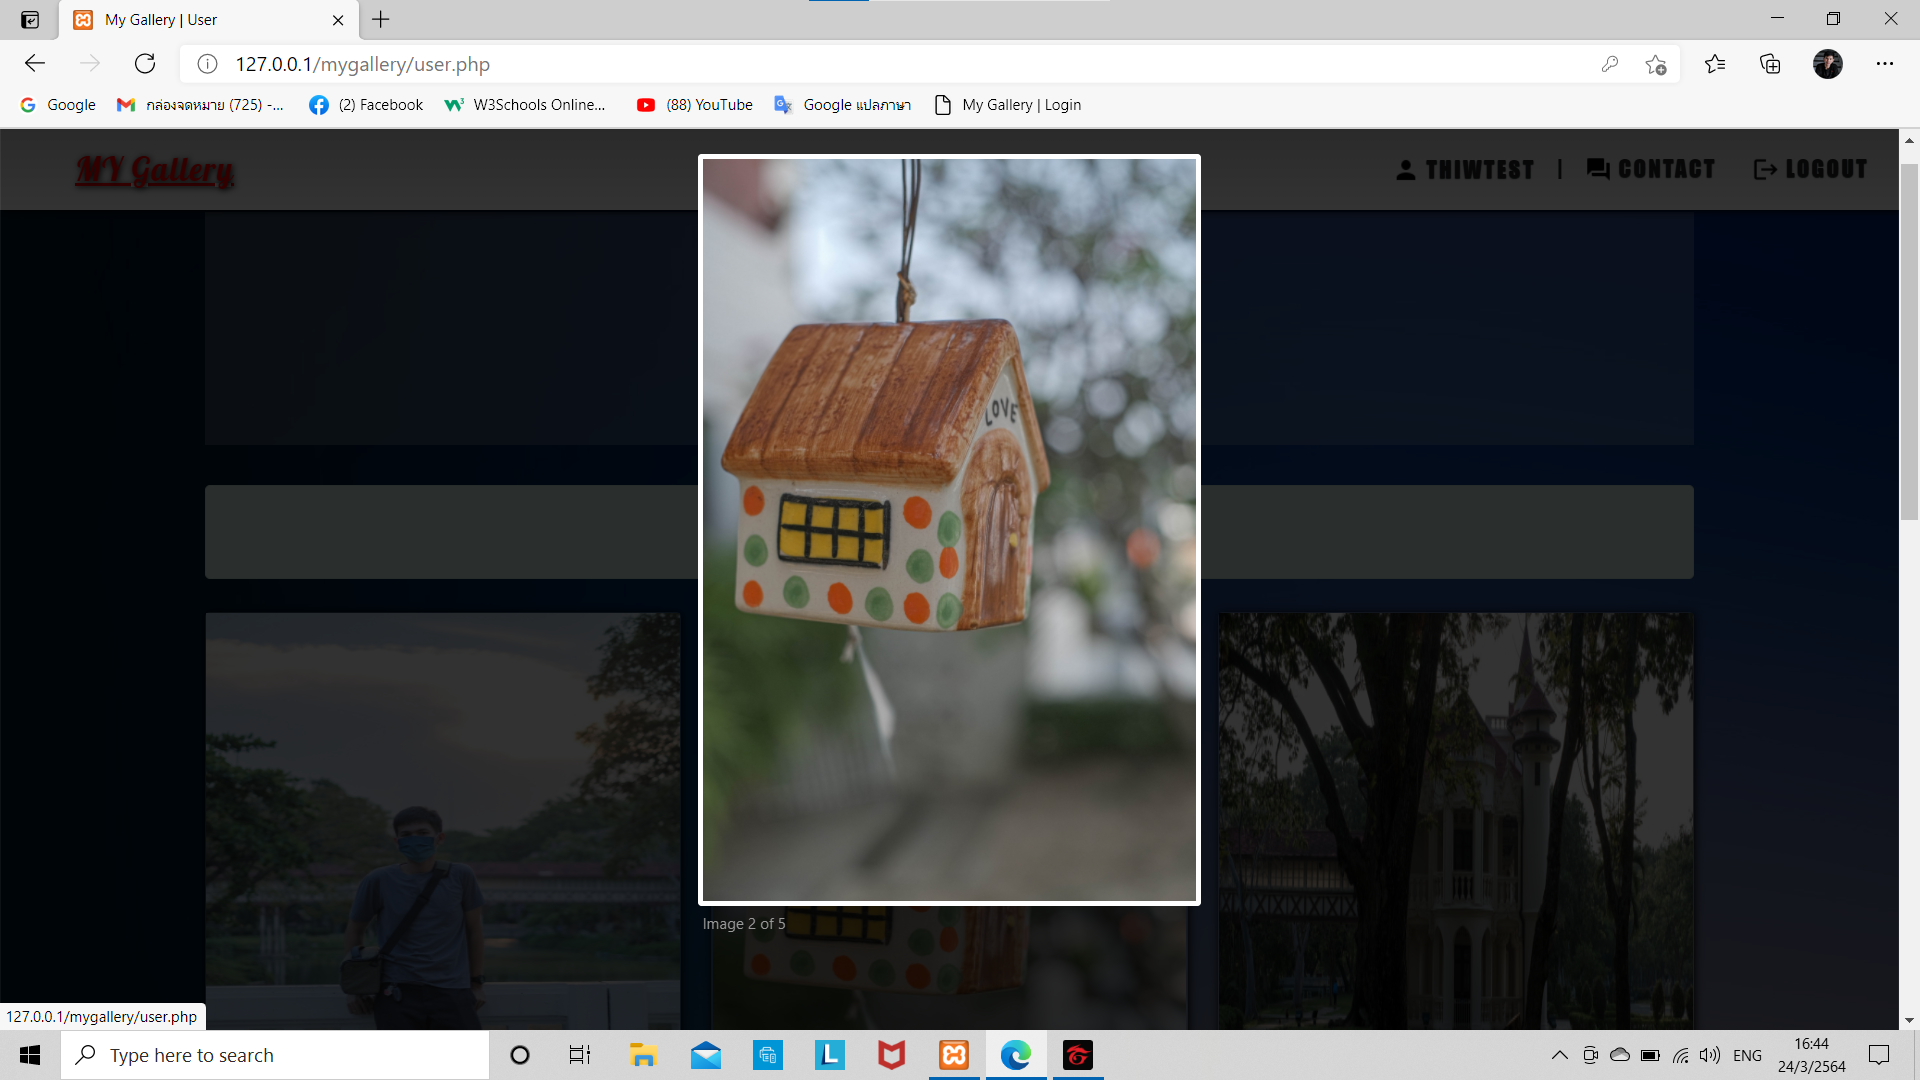 My Gallery | User
127.0.0.1/mygallery/user.php
Google
กล่องจดหมาย (725) -...
(2) Facebook
W3Schools Online...
(88) YouTube
Google แปลภาษา
My Gallery | Login
MY Gallery
THIWTEST | CONTACT LOGOUT
LOVE
Image 2 of 5
127.0.0.1/mygallery/user.php
Type here to search
ENG
16:44
24/3/2564